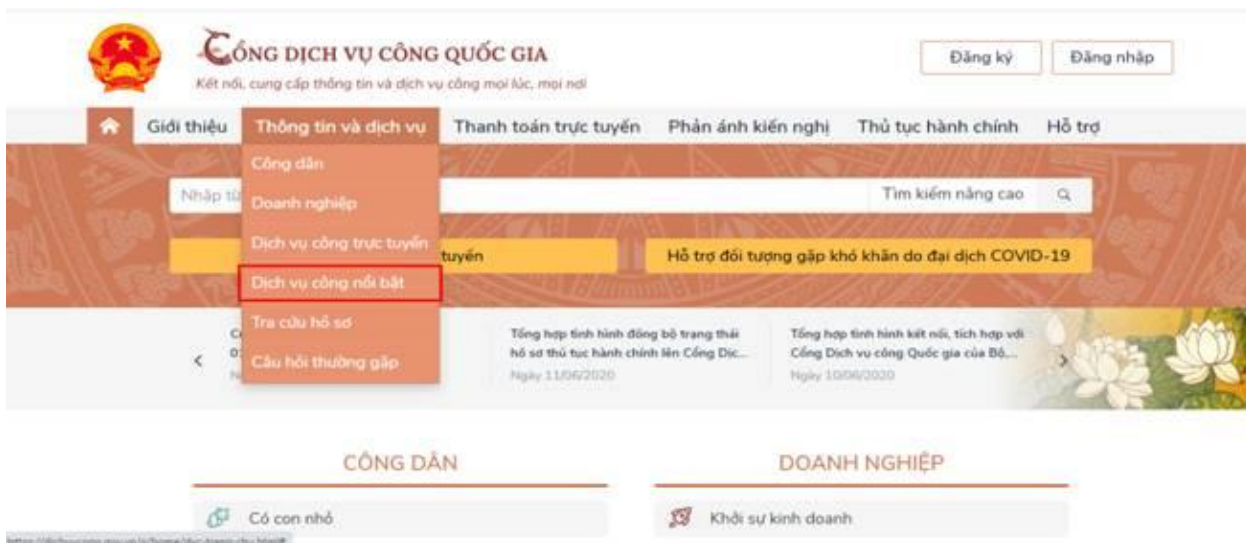 CỔNG DỊCH VỤ CÔNG QUỐC GIA
Kết nối, cung cấp thông tin và dịch vụ công mọi lúc, mọi nơi
Đăng ký
Đăng nhập
Giới thiệu Thông tin và dịch vụ Thanh toán trực tuyến Phản ánh kiến nghị Thủ tục hành chính Hỗ trợ
Công dân
Nhập từ
Tìm kiếm nâng cao
Doanh nghiệp
Dịch vụ công trực tuyến
tuyến
Hỗ trợ đối tượng gặp khó khăn do đại dịch COVID-19
Dịch vụ công nổi bật
Tra cứu hồ sơ
Câu hỏi thường gặp
Tổng hợp tình hình đồng bộ trạng thái
hồ sơ thủ tục hành chính lên Cổng Dịc...
Ngày 11/06/2020
Tổng hợp tình hình kết nối, tích hợp với
Cổng Dịch vụ công Quốc gia của Bộ,...
Ngày 10/06/2020
CÔNG DÂN
DOANH NGHIỆP
Có con nhỏ
Khởi sự kinh doanh